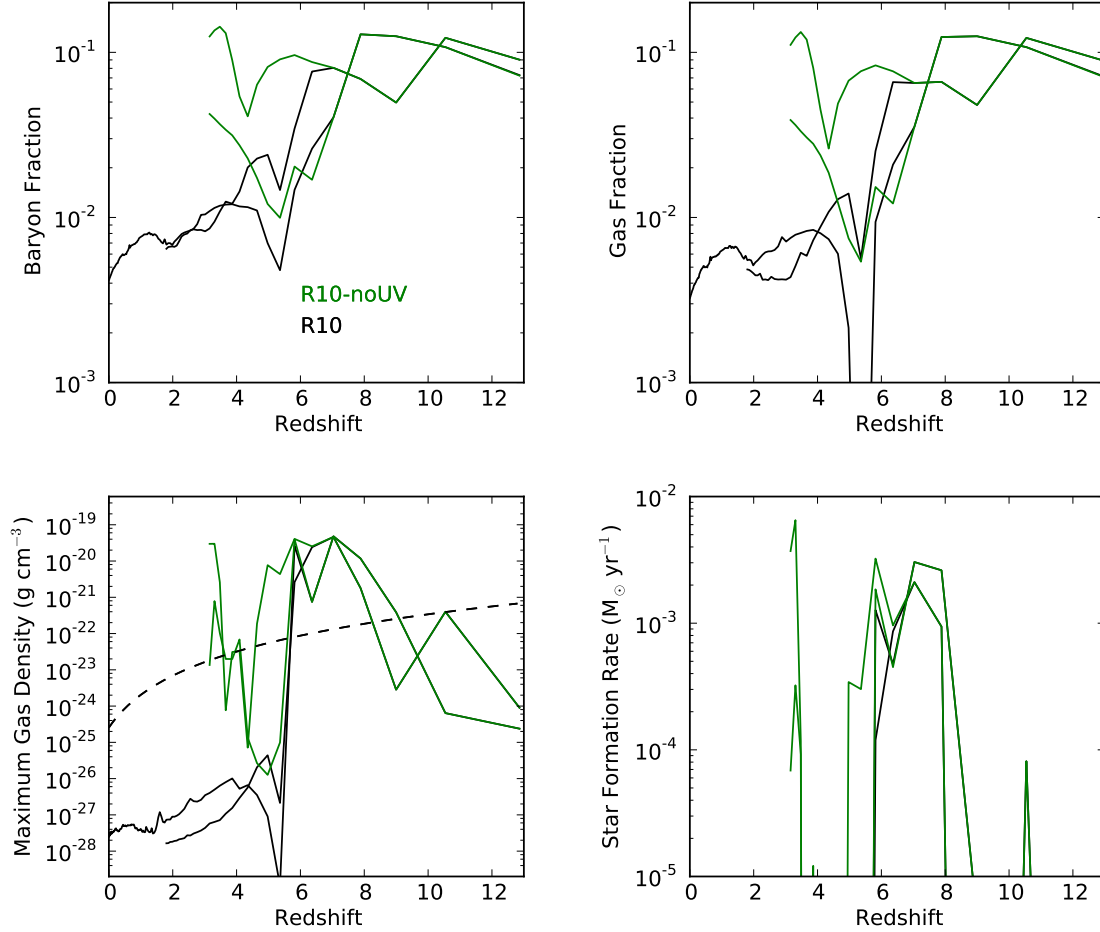 10⁻¹
10⁻²
10⁻³
Baryon Fraction
R10-noUV
R10
0 2 4 6 8 10 12
Redshift
10⁻¹
10⁻²
10⁻³
Gas Fraction
0 2 4 6 8 10 12
Redshift
10⁻¹⁹
10⁻²⁰
10⁻²¹
10⁻²²
10⁻²³
10⁻²⁴
10⁻²⁵
10⁻²⁶
10⁻²⁷
10⁻²⁸
Maximum Gas Density (g cm⁻³)
0 2 4 6 8 10 12
Redshift
10⁻²
10⁻³
10⁻⁴
10⁻⁵
Star Formation Rate (M☉ yr⁻¹)
0 2 4 6 8 10 12
Redshift